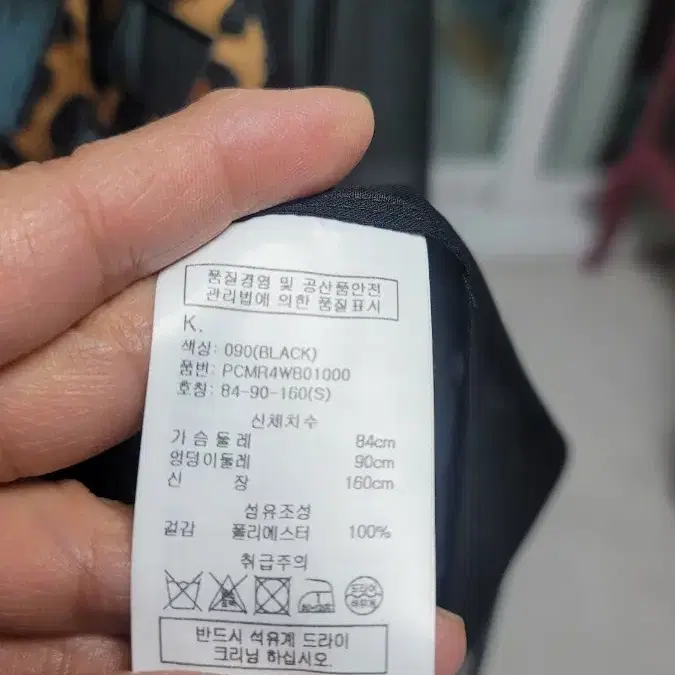 품질경영 및 공산품안전
관리법에 의한 품질표시
K.
색상: 090(BLACK)
품번: PCMR4WB01000
호칭: 84-90-160(S)
신체치수
가슴둘레 84cm
엉덩이둘레 90cm
신 장 160cm
섬유조성
겉감 폴리에스터 100%
취급주의
드라이
반드시 석유계 드라이
크리닝 하십시오.